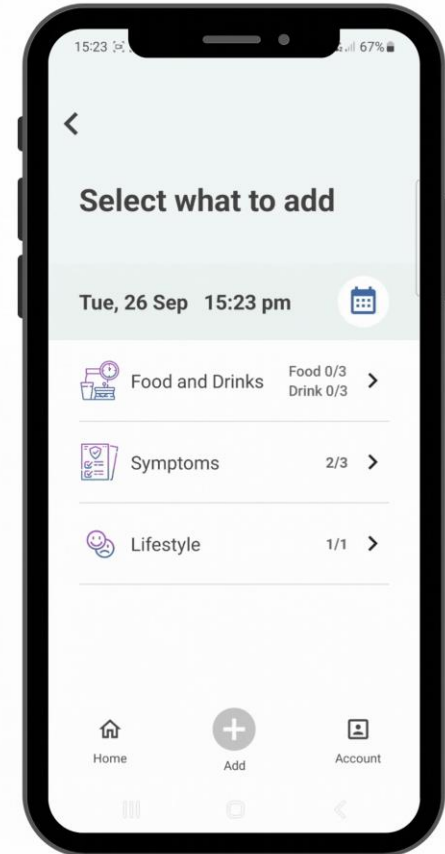 15:23
67%
Select what to add
Tue, 26 Sep 15:23 pm
Food and Drinks
Food 0/3
Drink 0/3
Symptoms
2/3
Lifestyle
1/1
Home
Add
Account